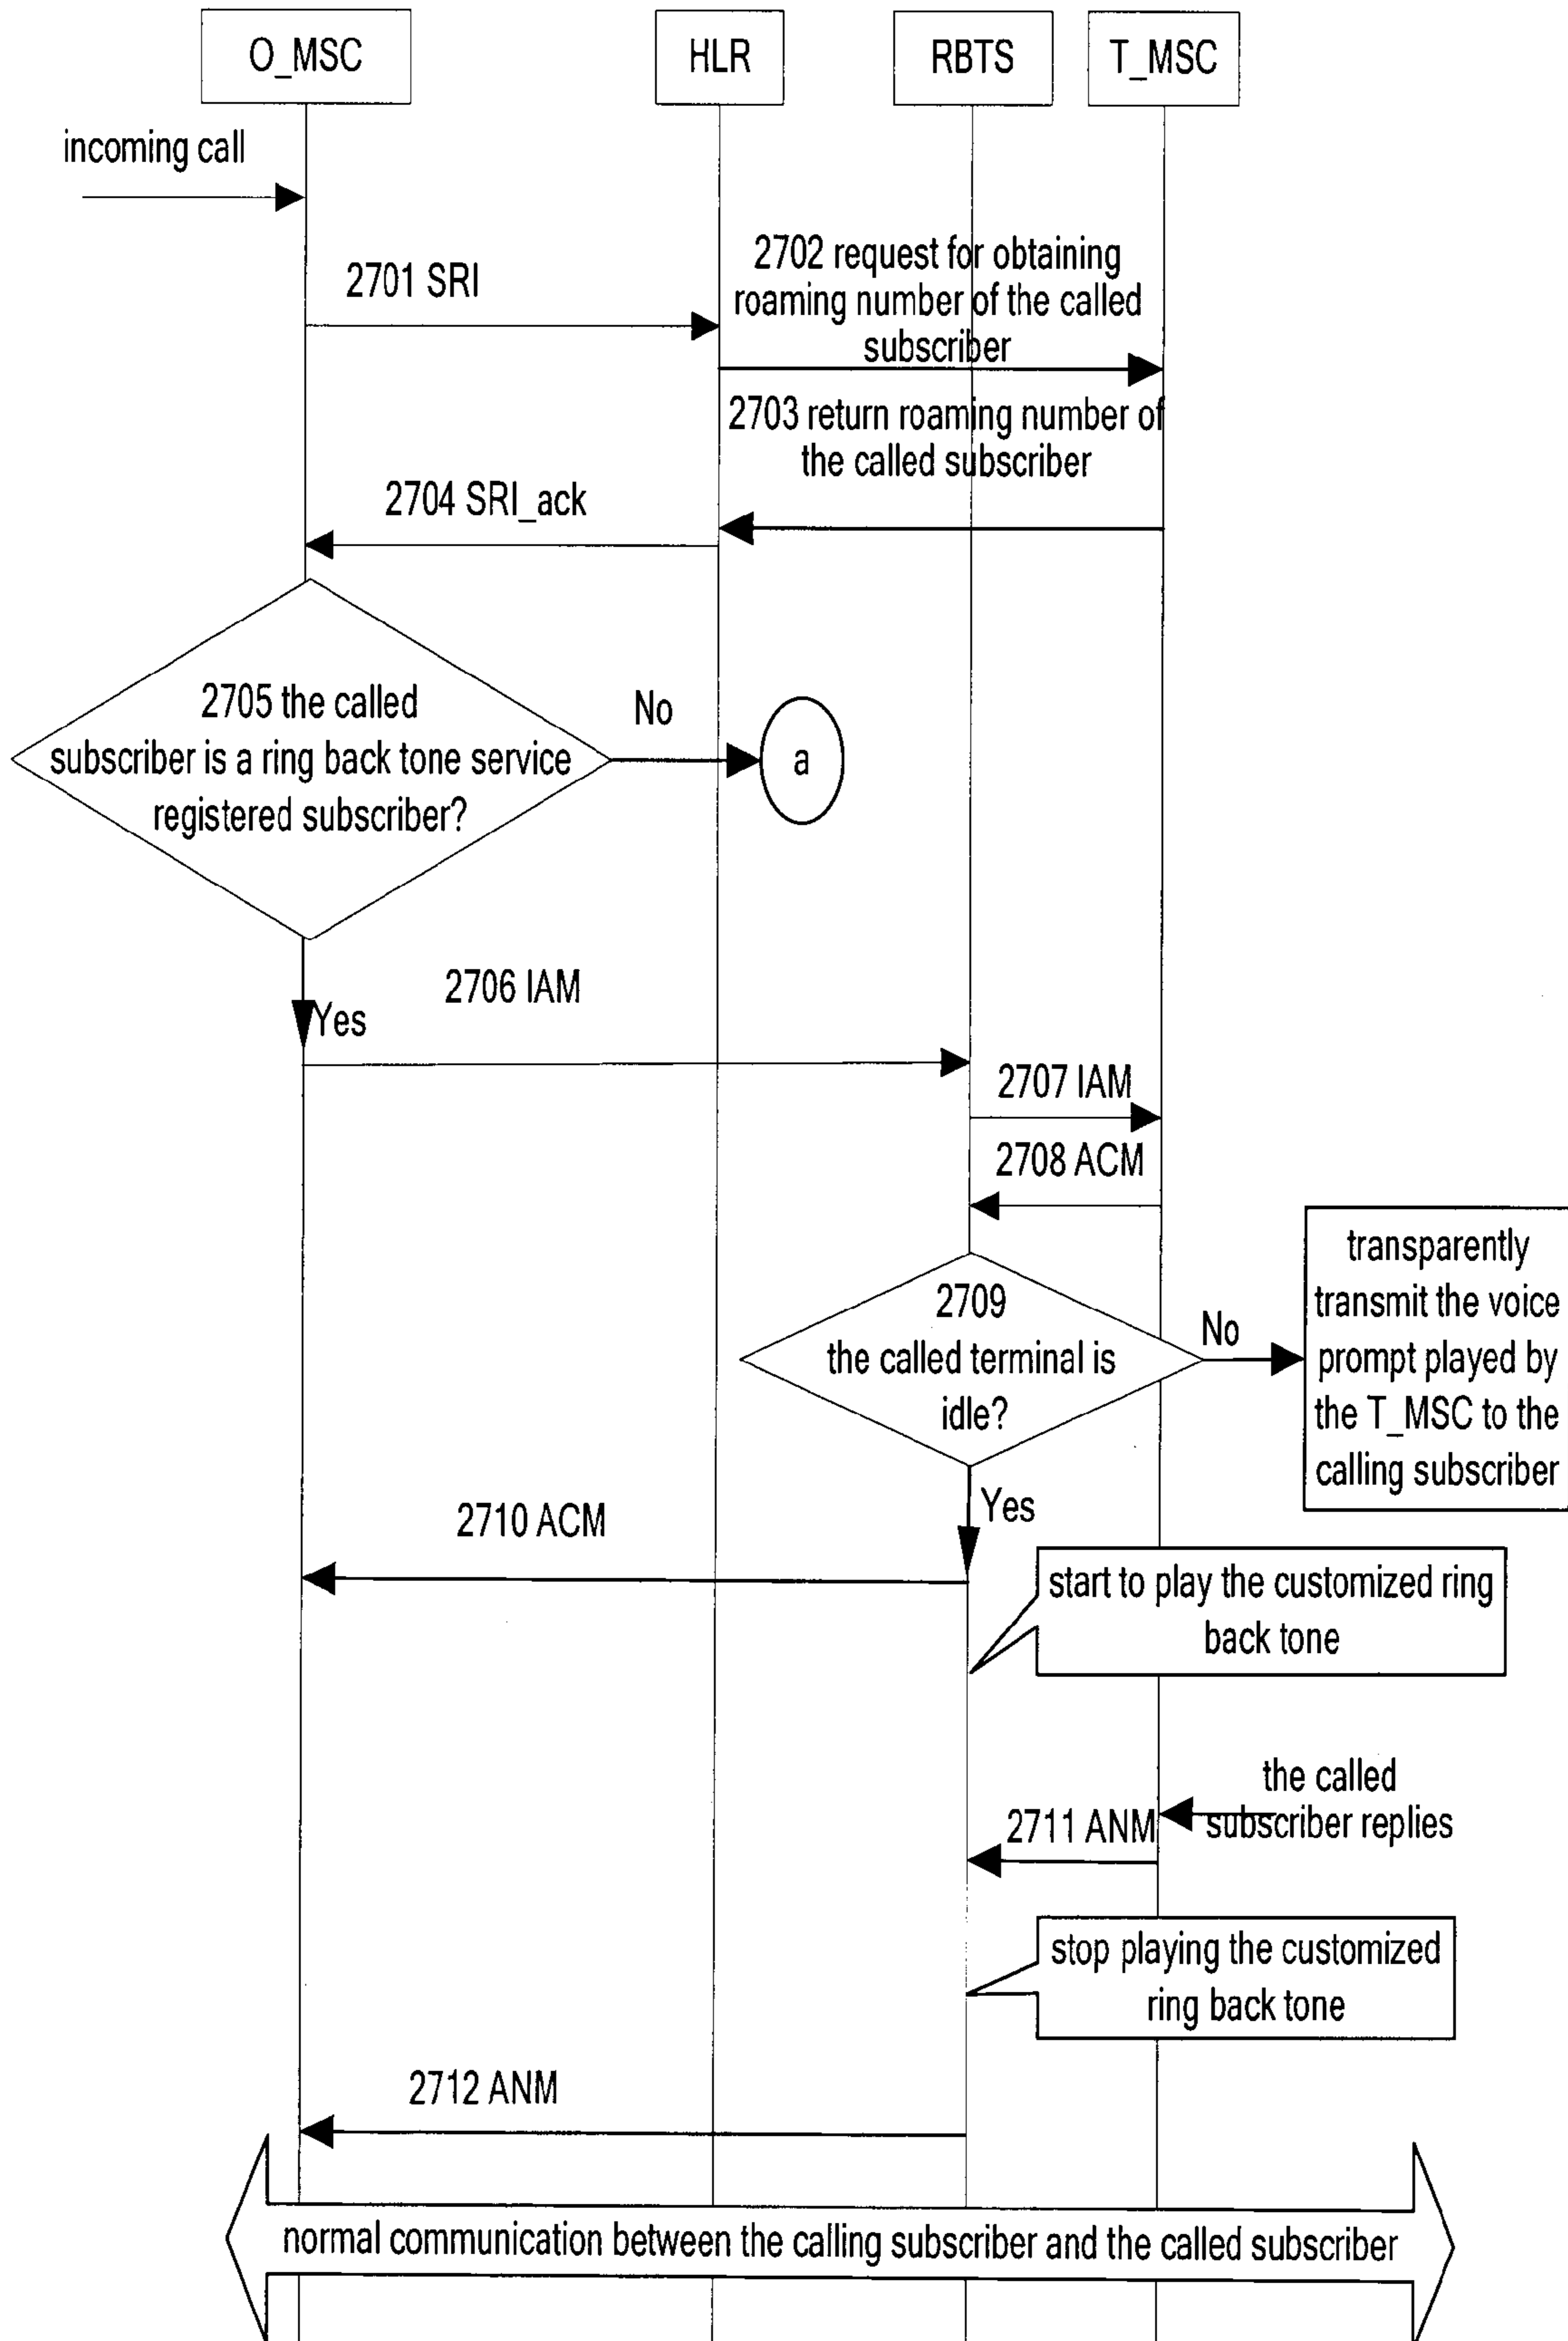 O_MSC
HLR
RBTS
T_MSC
incoming call
2701 SRI
2702 request for obtaining
roaming number of the called
subscriber
2703 return roaming number of
the called subscriber
2704 SRI_ack
2705 the called
subscriber is a ring back tone service
registered subscriber?
No
a
Yes
2706 IAM
2707 IAM
2708 ACM
2709
the called terminal is
idle?
No
transparently
transmit the voice
prompt played by
the T_MSC to the
calling subscriber
Yes
2710 ACM
start to play the customized ring
back tone
the called
subscriber replies
2711 ANM
stop playing the customized
ring back tone
2712 ANM
normal communication between the calling subscriber and the called subscriber